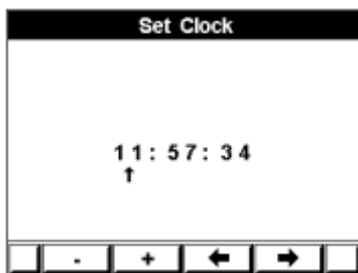 Set Clock
11:57:34
↑
- + ← →